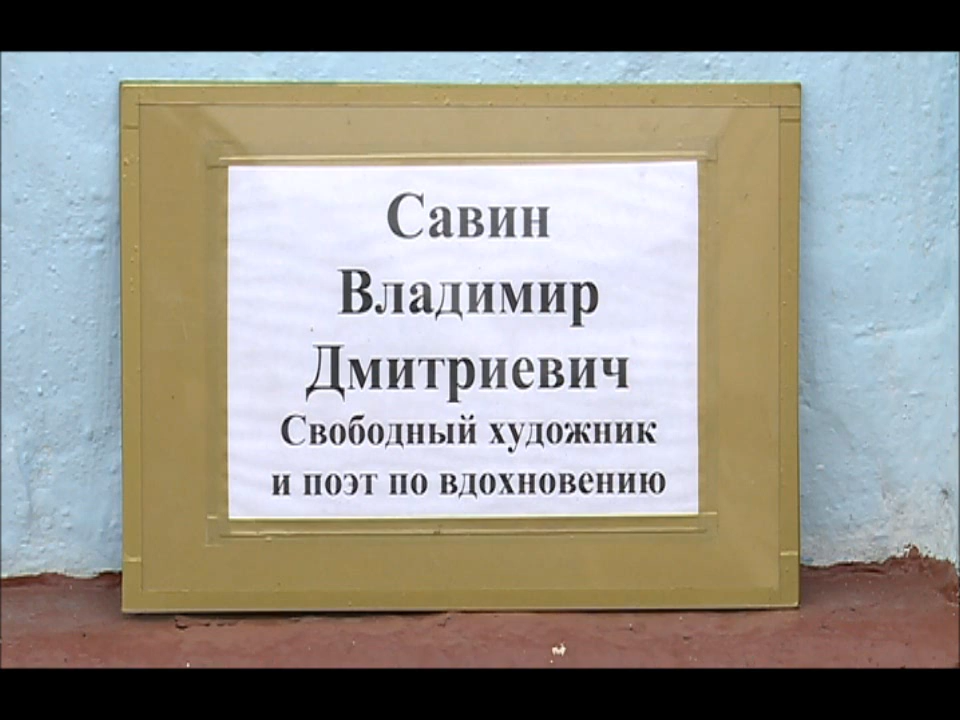 Савин
Владимир
Дмитриевич
Свободный художник
и поэт по вдохновению